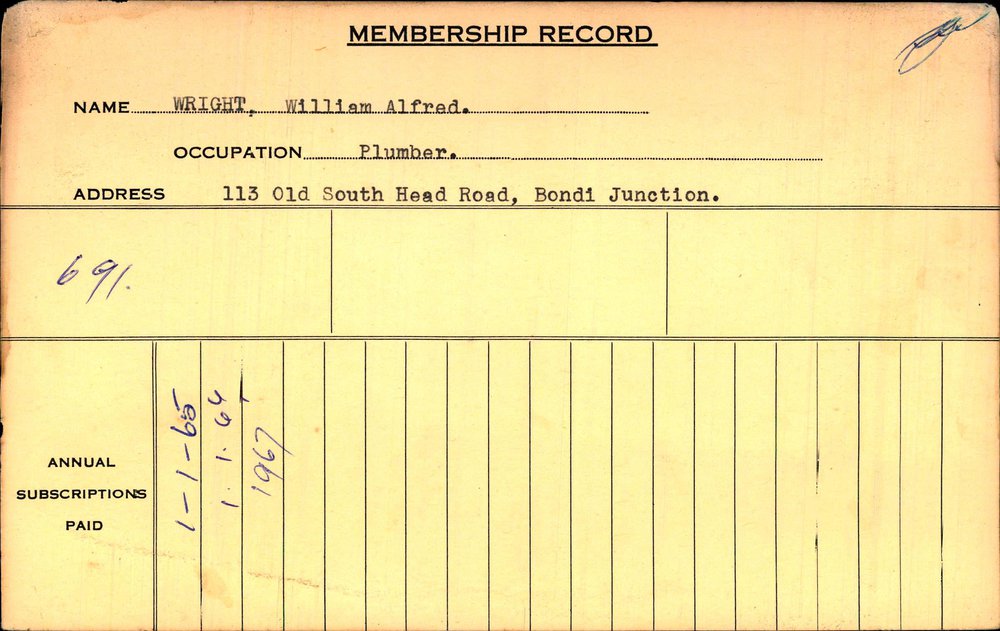 MEMBERSHIP RECORD
NAME WRIGHT, William Alfred.
OCCUPATION Plumber.
ADDRESS 113 Old South Head Road, Bondi Junction.
691.
ANNUAL
SUBSCRIPTIONS
PAID
1-1-65
1.1.64
1967